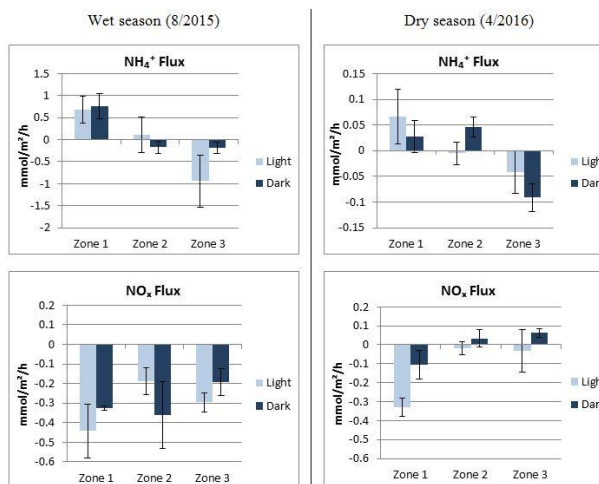 Wet season (8/2015)
Dry season (4/2016)
NH₄⁺ Flux
1.5
1
0.5
0
-0.5
-1
-1.5
-2
mmol/m²/h
Zone 1 Zone 2 Zone 3
Light
Dark
NH₄⁺ Flux
0.15
0.1
0.05
0
-0.05
-0.1
-0.15
mmol/m²/h
Zone 1 Zone 2 Zone 3
Light
Dark
NOₓ Flux
0.2
0.1
0
-0.1
-0.2
-0.3
-0.4
-0.5
-0.6
mmol/m²/h
Zone 1 Zone 2 Zone 3
Light
Dark
NOₓ Flux
0.2
0.1
0
-0.1
-0.2
-0.3
-0.4
-0.5
-0.6
mmol/m²/h
Zone 1 Zone 2 Zone 3
Light
Dark